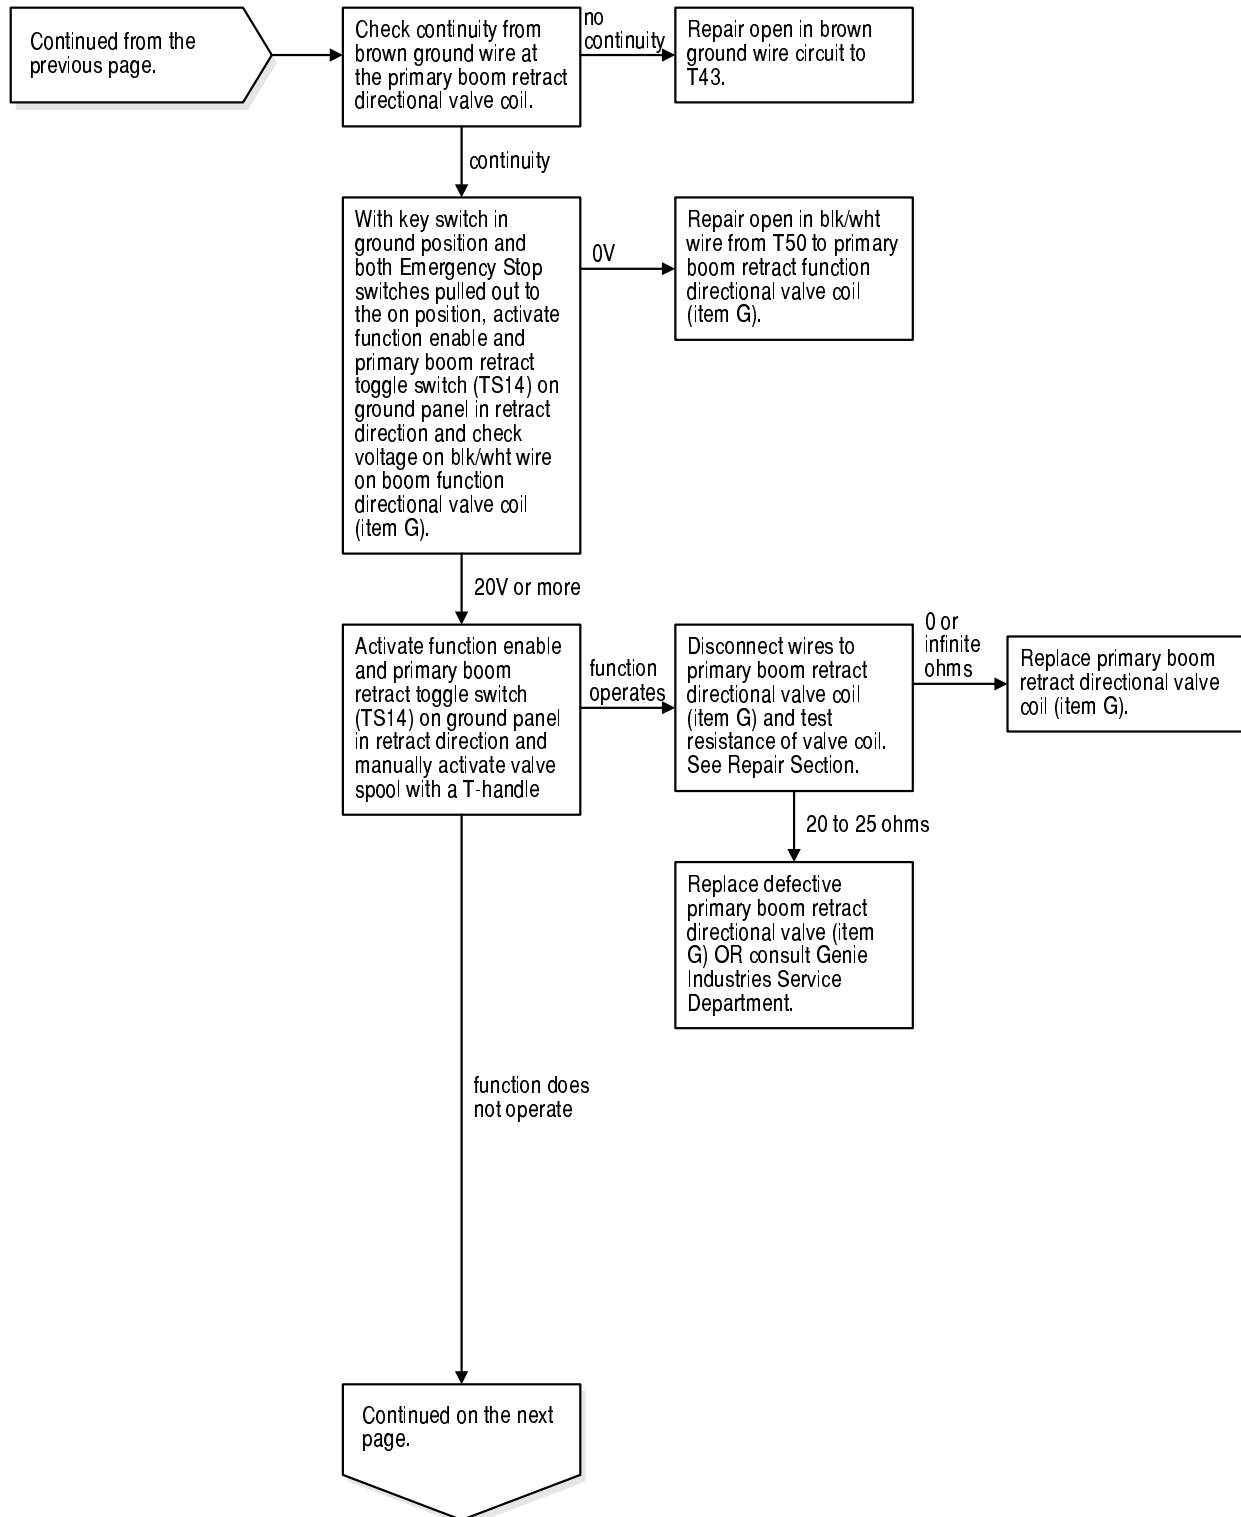 Continued from the
previous page.
Check continuity from
brown ground wire at
the primary boom retract
directional valve coil.
no
continuity
Repair open in brown
ground wire circuit to
T43.
continuity
With key switch in
ground position and
both Emergency Stop
switches pulled out to
the on position, activate
function enable and
primary boom retract
toggle switch (TS14) on
ground panel in retract
direction and check
voltage on blk/wht wire
on boom function
directional valve coil
(item G).
0V
Repair open in blk/wht
wire from T50 to primary
boom retract function
directional valve coil
(item G).
20V or more
Activate function enable
and primary boom
retract toggle switch
(TS14) on ground panel
in retract direction and
manually activate valve
spool with a T-handle
function
operates
Disconnect wires to
primary boom retract
directional valve coil
(item G) and test
resistance of valve coil.
See Repair Section.
0 or
infinite
ohms
Replace primary boom
retract directional valve
coil (item G).
20 to 25 ohms
Replace defective
primary boom retract
directional valve (item
G) OR consult Genie
Industries Service
Department.
function does
not operate
Continued on the next
page.